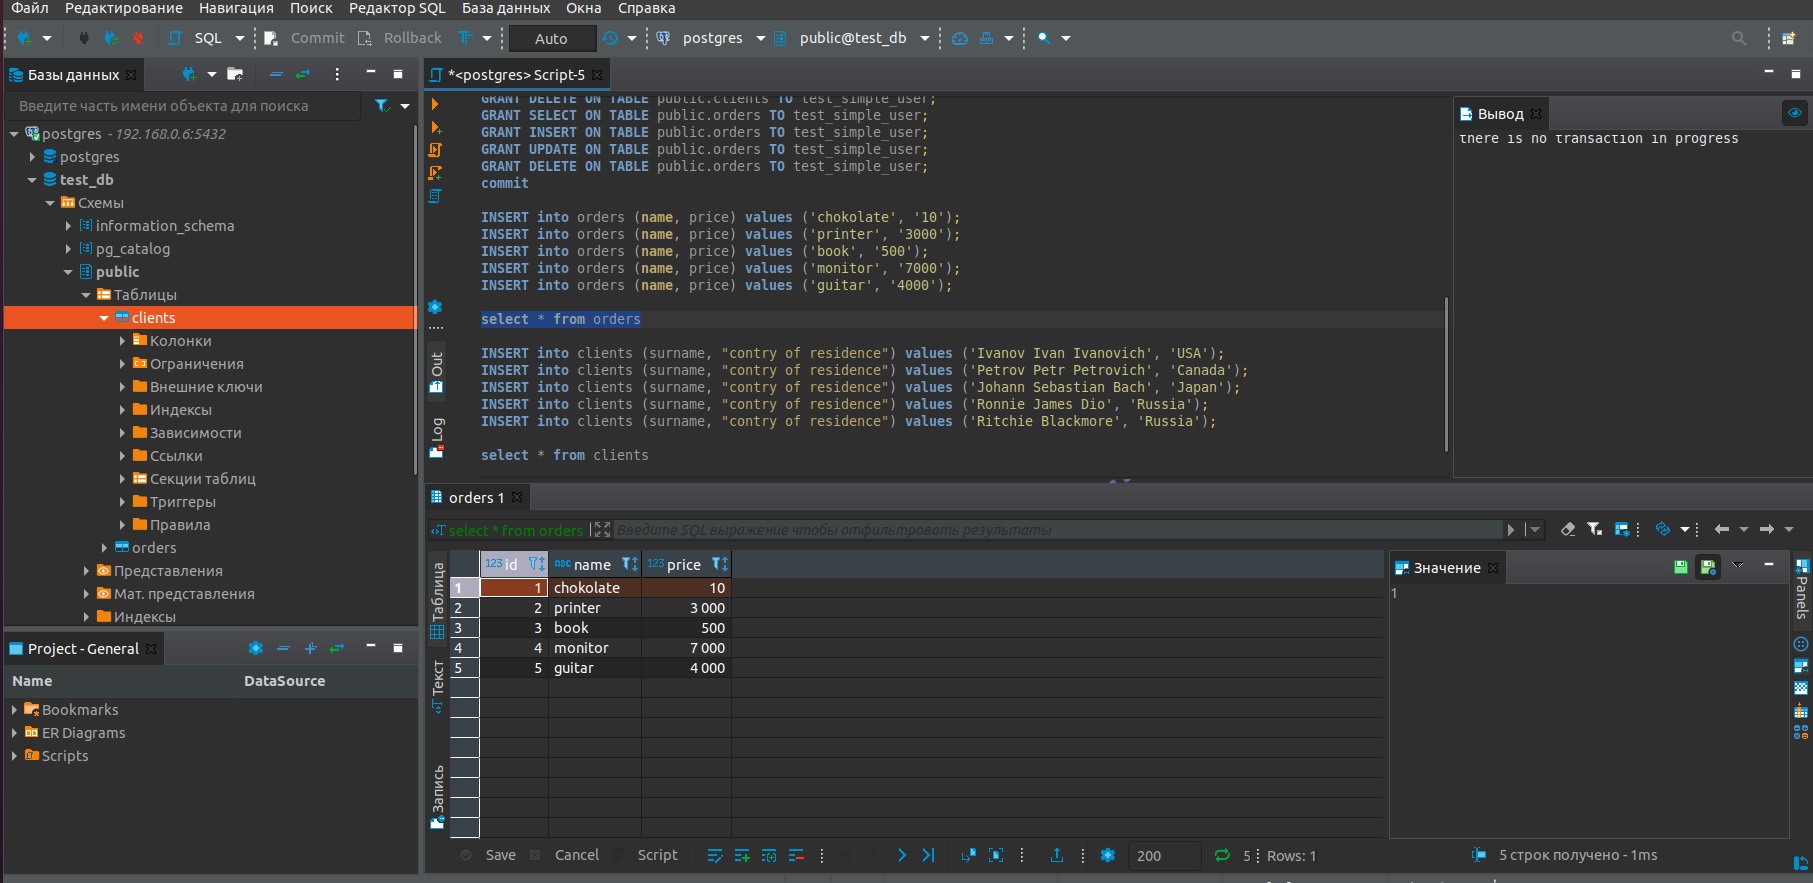 Файл Редактирование Навигация Поиск Редактор SQL База данных Окна Справка
SQL Commit Rollback Auto postgres public@test_db
Базы данных
Введите часть имени объекта для поиска
postgres - 192.168.0.6:5432
postgres
test_db
Схемы
information_schema
pg_catalog
public
Таблицы
clients
Колонки
Ограничения
Внешние ключи
Индексы
Зависимости
Ссылки
Секции таблиц
Триггеры
Правила
orders
Представления
Мат. представления
Индексы
Project - General
Name DataSource
Bookmarks
ER Diagrams
Scripts
*<postgres> Script-5
GRANT DELETE ON TABLE public.clients TO test_simple_user;
GRANT SELECT ON TABLE public.orders TO test_simple_user;
GRANT INSERT ON TABLE public.orders TO test_simple_user;
GRANT UPDATE ON TABLE public.orders TO test_simple_user;
GRANT DELETE ON TABLE public.orders TO test_simple_user;
commit
INSERT into orders (name, price) values ('chokolate', '10');
INSERT into orders (name, price) values ('printer', '3000');
INSERT into orders (name, price) values ('book', '500');
INSERT into orders (name, price) values ('monitor', '7000');
INSERT into orders (name, price) values ('guitar', '4000');
select * from orders
INSERT into clients (surname, "contry of residence") values ('Ivanov Ivan Ivanovich', 'USA');
INSERT into clients (surname, "contry of residence") values ('Petrov Petr Petrovich', 'Canada');
INSERT into clients (surname, "contry of residence") values ('Johann Sebastian Bach', 'Japan');
INSERT into clients (surname, "contry of residence") values ('Ronnie James Dio', 'Russia');
INSERT into clients (surname, "contry of residence") values ('Ritchie Blackmore', 'Russia');
select * from clients
Out
Log
Вывод
there is no transaction in progress
orders 1
select * from orders Введите SQL выражение чтобы отфильтровать результаты
Таблица
Текст
Запись
123 id ABC name 123 price
1 1 chokolate 10
2 2 printer 3 000
3 3 book 500
4 4 monitor 7 000
5 5 guitar 4 000
Значение
1
Panels
Save Cancel Script 200 5 Rows: 1 5 строк получено - 1ms